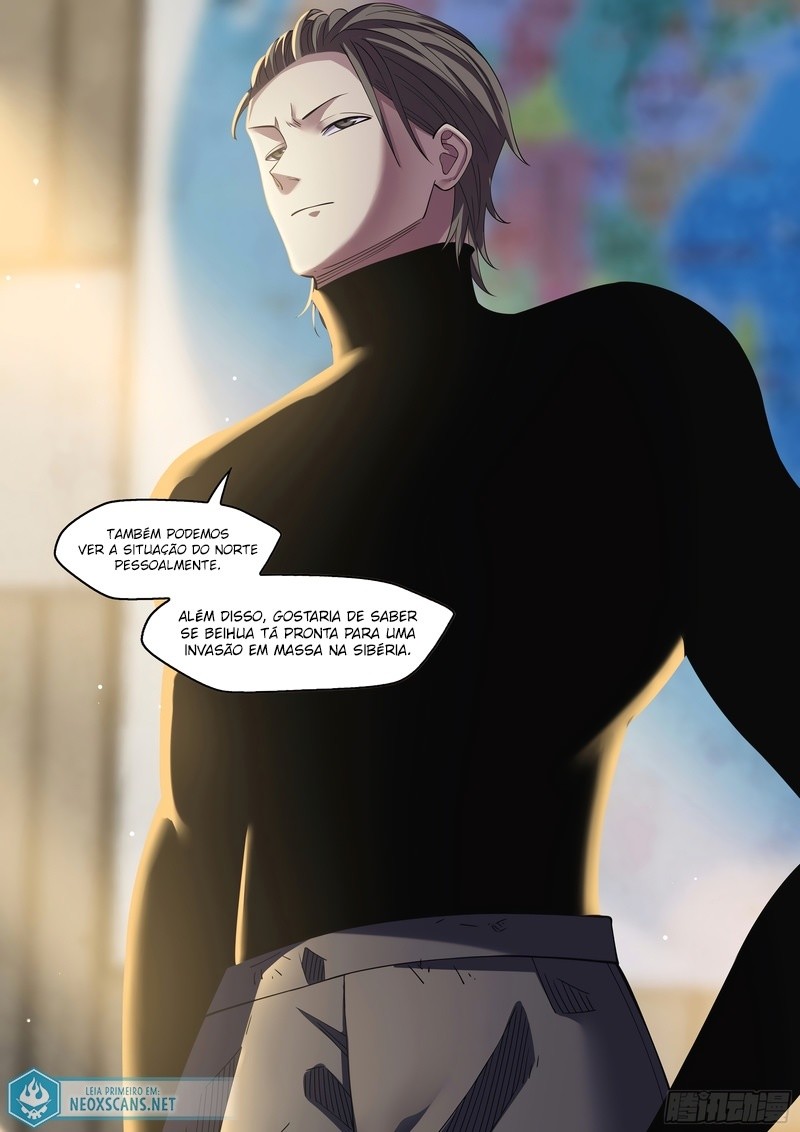 TAMBÉM PODEMOS
VER A SITUAÇÃO DO NORTE
PESSOALMENTE.
ALÉM DISSO, GOSTARIA DE SABER
SE BEIHUA TÁ PRONTA PARA UMA
INVASÃO EM MASSA NA SIBÉRIA.
LEIA PRIMEIRO EM:
NEOXSCANS.NET
腾讯动漫